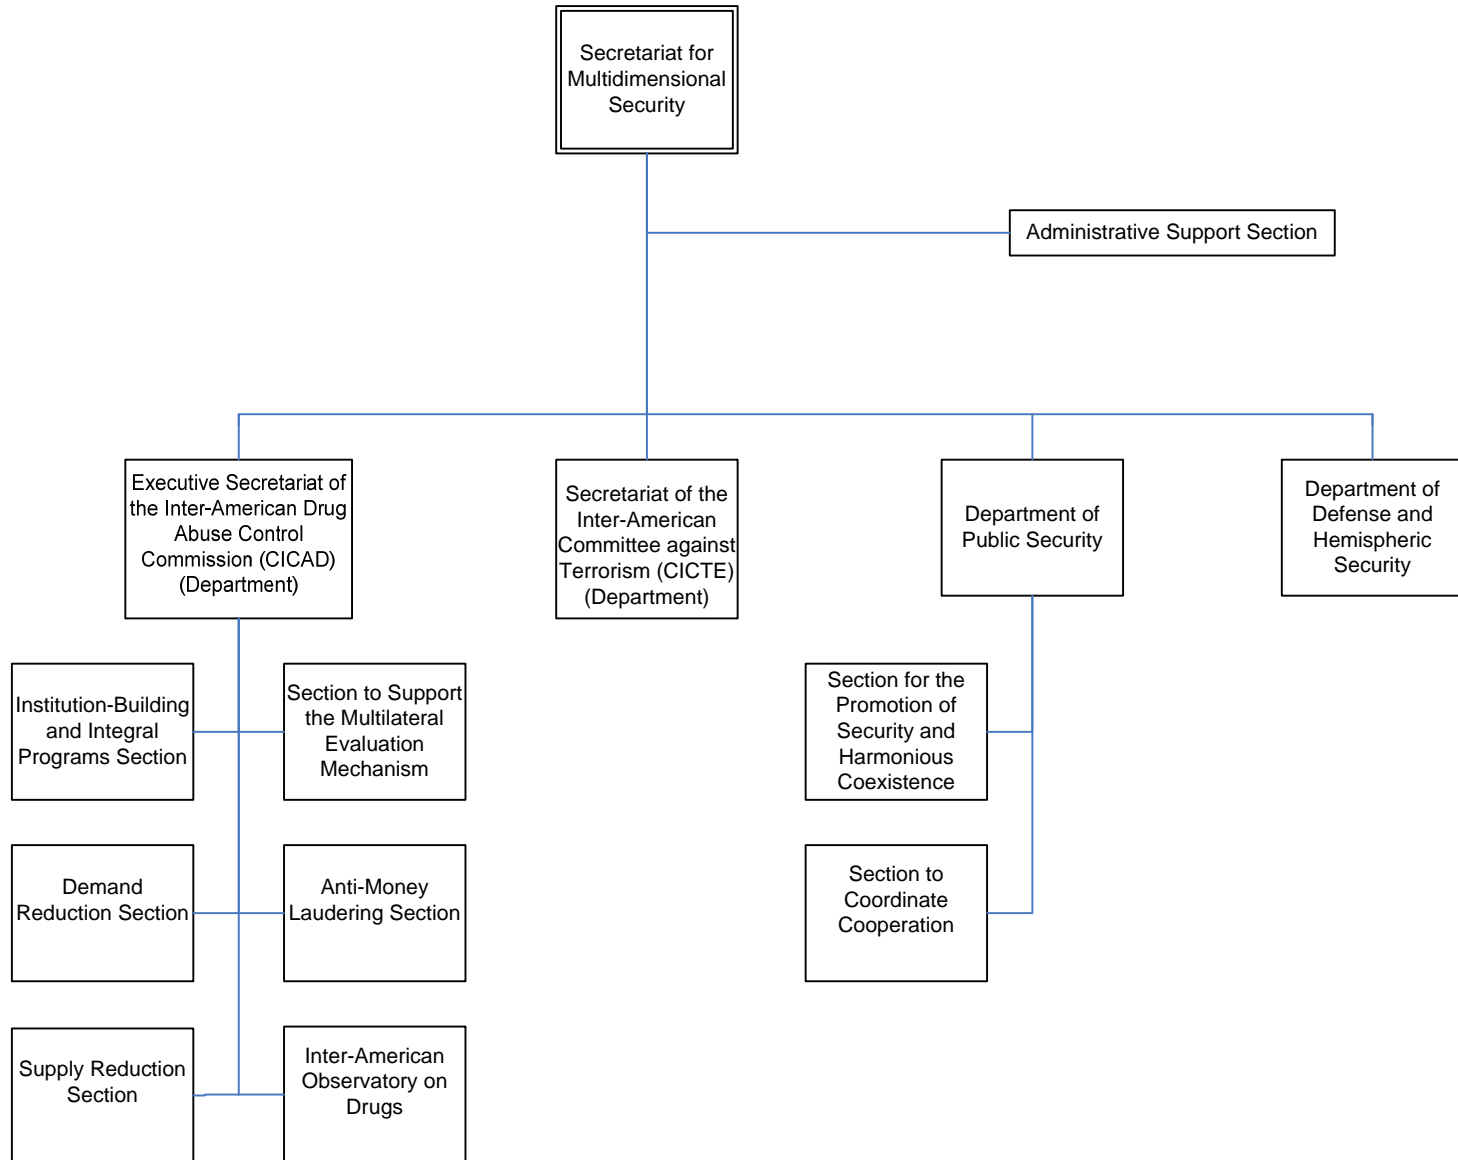 Secretariat for
Multidimensional
Security
Administrative Support Section
Executive Secretariat of
the Inter-American Drug
Abuse Control
Commission (CICAD)
(Department)
Secretariat of the
Inter-American
Committee against
Terrorism (CICTE)
(Department)
Department of
Public Security
Department of
Defense and
Hemispheric
Security
Institution-Building
and Integral
Programs Section
Section to Support
the Multilateral
Evaluation
Mechanism
Section for the
Promotion of
Security and
Harmonious
Coexistence
Demand
Reduction Section
Anti-Money
Laudering Section
Section to
Coordinate
Cooperation
Supply Reduction
Section
Inter-American
Observatory on
Drugs